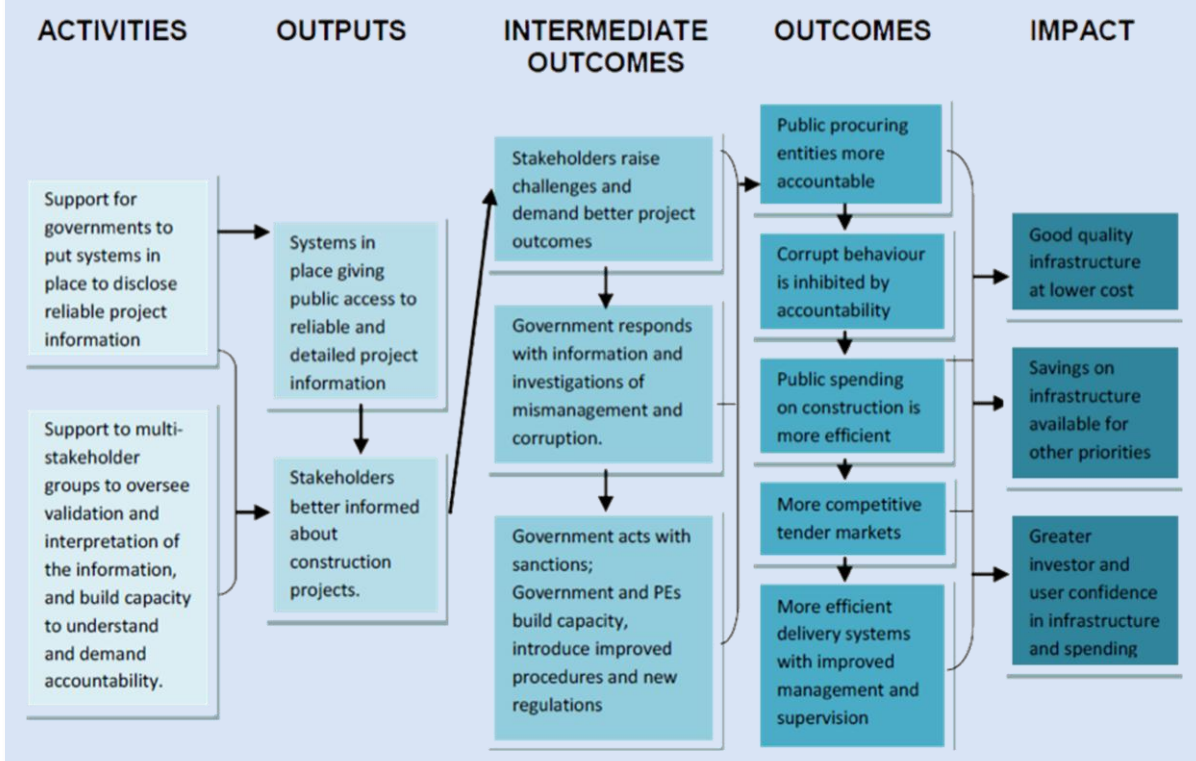 ACTIVITIES
OUTPUTS
INTERMEDIATE
OUTCOMES
OUTCOMES
IMPACT
Support for
governments to
put systems in
place to disclose
reliable project
information
Support to multi-
stakeholder
groups to oversee
validation and
interpretation of
the information,
and build capacity
to understand
and demand
accountability.
Systems in
place giving
public access to
reliable and
detailed project
information
Stakeholders
better informed
about
construction
projects.
Stakeholders raise
challenges and
demand better project
outcomes
Government responds
with information and
investigations of
mismanagement and
corruption.
Government acts with
sanctions;
Government and PEs
build capacity,
introduce improved
procedures and new
regulations
Public procuring
entities more
accountable
Corrupt behaviour
is inhibited by
accountability
Public spending
on construction is
more efficient
More competitive
tender markets
More efficient
delivery systems
with improved
management and
supervision
Good quality
infrastructure
at lower cost
Savings on
infrastructure
available for
other priorities
Greater
investor and
user confidence
in infrastructure
and spending